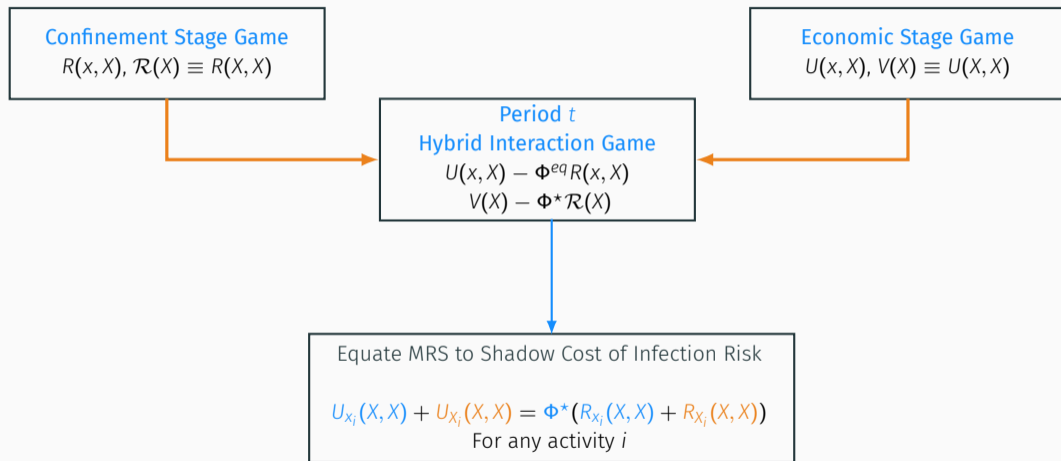 Confinement Stage Game
R(x, X), ℛ(X) ≡ R(X, X)
Economic Stage Game
U(x, X), V(X) ≡ U(X, X)
Period t
Hybrid Interaction Game
U(x, X) − Φ^{eq}R(x, X)
V(X) − Φ^⋆ℛ(X)
Equate MRS to Shadow Cost of Infection Risk
U_{x_i}(X, X) + U_{X_i}(X, X) = Φ^⋆(R_{x_i}(X, X) + R_{X_i}(X, X))
For any activity i